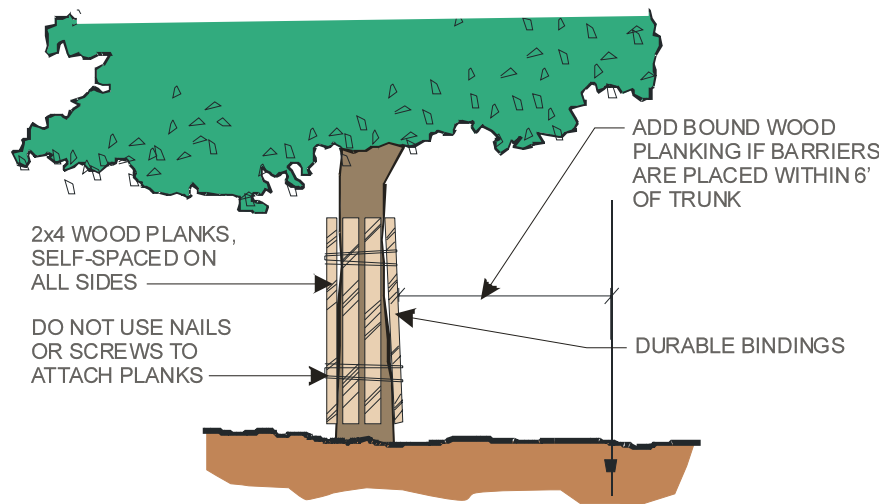 ADD BOUND WOOD
PLANKING IF BARRIERS
ARE PLACED WITHIN 6'
OF TRUNK
2x4 WOOD PLANKS,
SELF-SPACED ON
ALL SIDES
DO NOT USE NAILS
OR SCREWS TO
ATTACH PLANKS
DURABLE BINDINGS